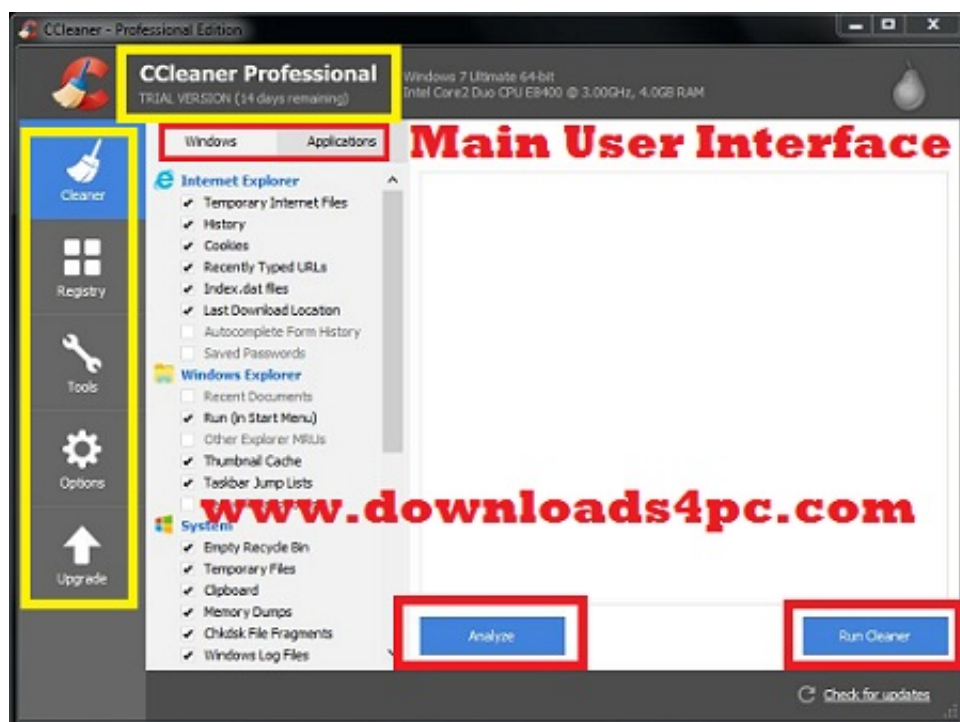 CCleaner - Professional Edition
CCleaner Professional
TRIAL VERSION (14 days remaining)
Windows 7 Ultimate 64-bit
Intel Core2 Duo CPU E8400 @ 3.00GHz, 4.0GB RAM
Cleaner
Registry
Tools
Options
Upgrade
Windows Applications
Main User Interface
Internet Explorer
Temporary Internet Files
History
Cookies
Recently Typed URLs
Index.dat files
Last Download Location
Autocomplete Form History
Saved Passwords
Windows Explorer
Recent Documents
Run (in Start Menu)
Other Explorer MRUs
Thumbnail Cache
Taskbar Jump Lists
www.downloads4pc.com
System
Empty Recycle Bin
Temporary Files
Clipboard
Memory Dumps
Chkdsk File Fragments
Windows Log Files
Analyze
Run Cleaner
Check for updates